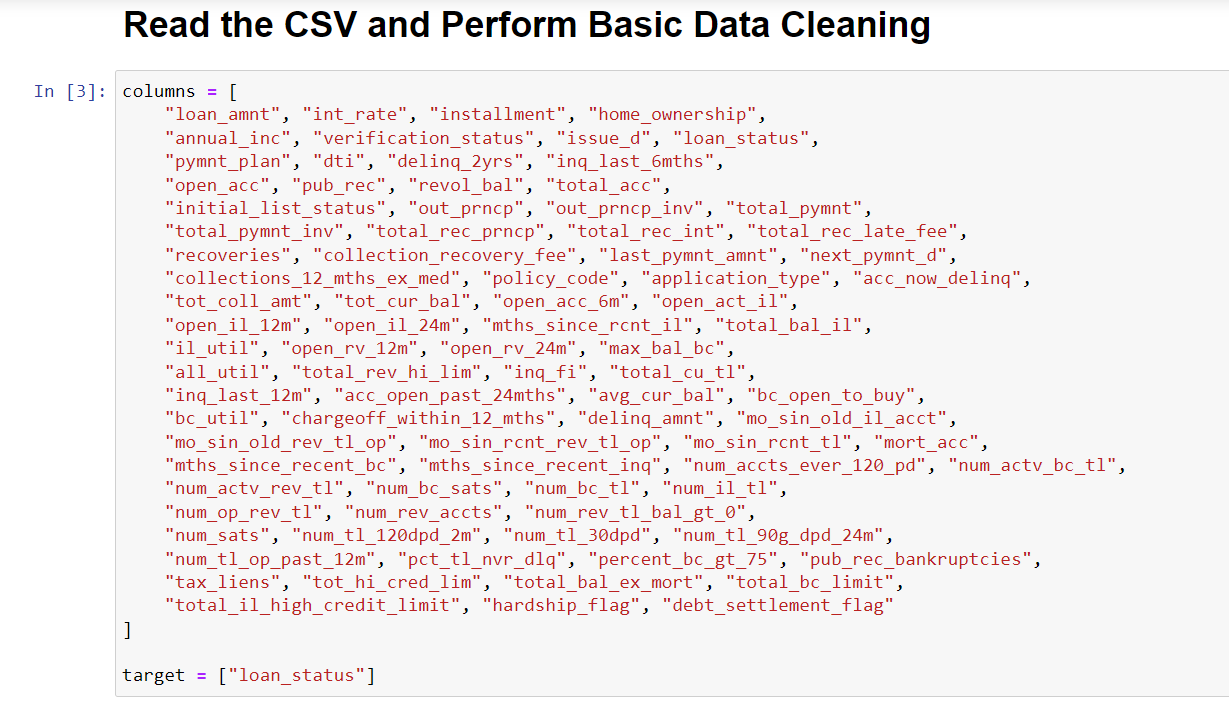 Read the CSV and Perform Basic Data Cleaning
In [3]: columns = [
"loan_amnt", "int_rate", "installment", "home_ownership",
"annual_inc", "verification_status", "issue_d", "loan_status",
"pymnt_plan", "dti", "delinq_2yrs", "inq_last_6mths",
"open_acc", "pub_rec", "revol_bal", "total_acc",
"initial_list_status", "out_prncp", "out_prncp_inv", "total_pymnt",
"total_pymnt_inv", "total_rec_prncp", "total_rec_int", "total_rec_late_fee",
"recoveries", "collection_recovery_fee", "last_pymnt_amnt", "next_pymnt_d",
"collections_12_mths_ex_med", "policy_code", "application_type", "acc_now_delinq",
"tot_coll_amt", "tot_cur_bal", "open_acc_6m", "open_act_il",
"open_il_12m", "open_il_24m", "mths_since_rcnt_il", "total_bal_il",
"il_util", "open_rv_12m", "open_rv_24m", "max_bal_bc",
"all_util", "total_rev_hi_lim", "inq_fi", "total_cu_tl",
"inq_last_12m", "acc_open_past_24mths", "avg_cur_bal", "bc_open_to_buy",
"bc_util", "chargeoff_within_12_mths", "delinq_amnt", "mo_sin_old_il_acct",
"mo_sin_old_rev_tl_op", "mo_sin_rcnt_rev_tl_op", "mo_sin_rcnt_tl", "mort_acc",
"mths_since_recent_bc", "mths_since_recent_inq", "num_accts_ever_120_pd", "num_actv_bc_tl",
"num_actv_rev_tl", "num_bc_sats", "num_bc_tl", "num_il_tl",
"num_op_rev_tl", "num_rev_accts", "num_rev_tl_bal_gt_0",
"num_sats", "num_tl_120dpd_2m", "num_tl_30dpd", "num_tl_90g_dpd_24m",
"num_tl_op_past_12m", "pct_tl_nvr_dlq", "percent_bc_gt_75", "pub_rec_bankruptcies",
"tax_liens", "tot_hi_cred_lim", "total_bal_ex_mort", "total_bc_limit",
"total_il_high_credit_limit", "hardship_flag", "debt_settlement_flag"
]
target = ["loan_status"]